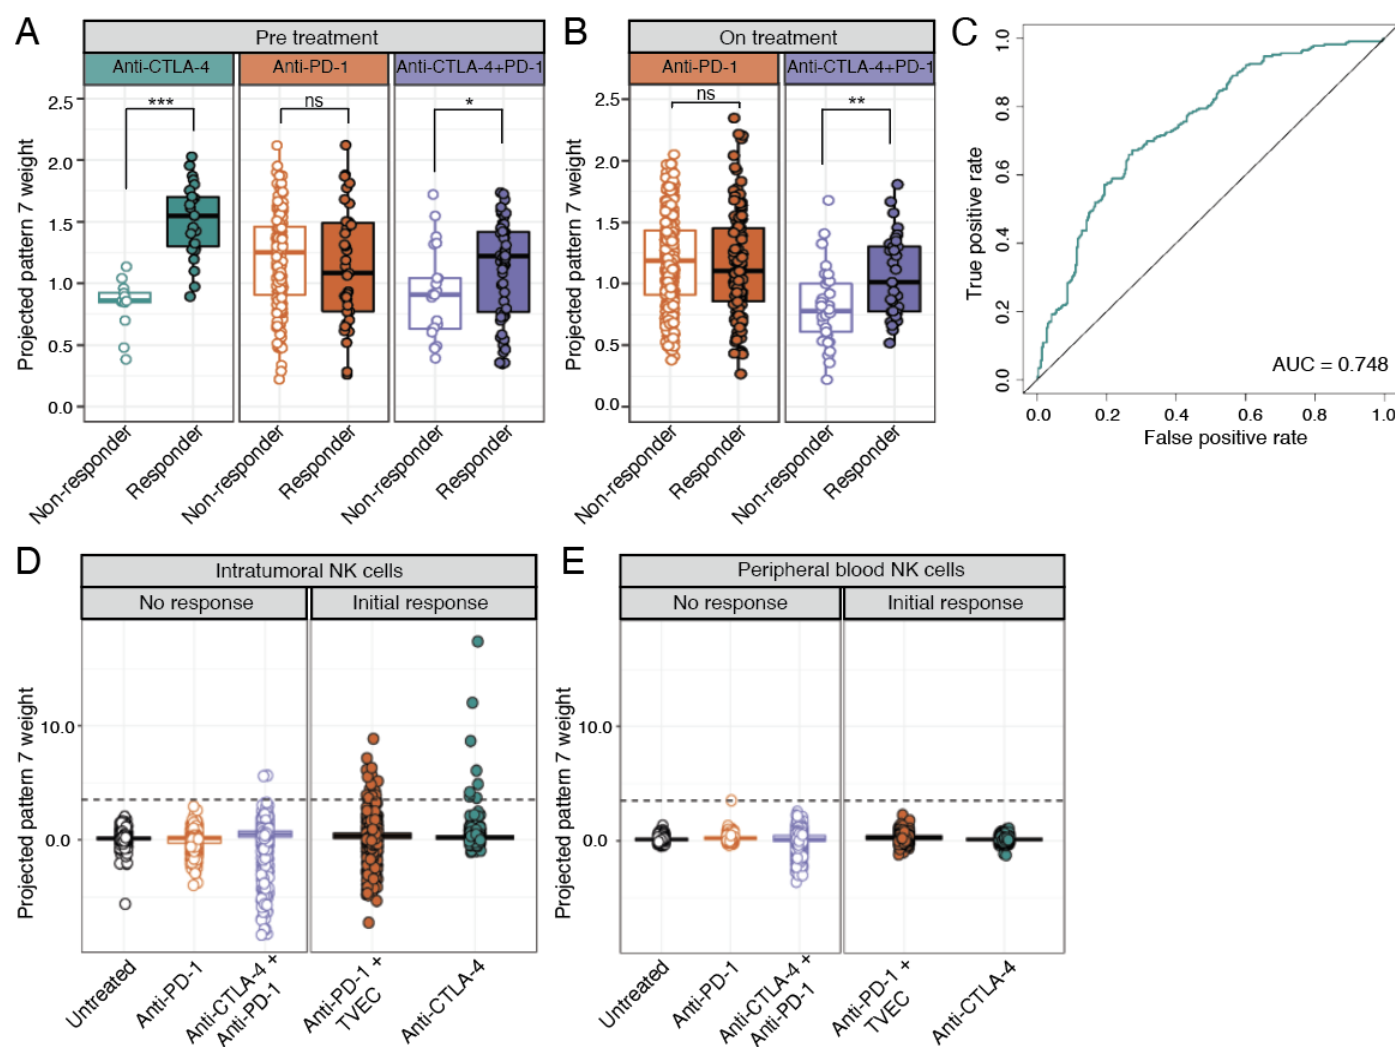 A
Pre treatment
Anti-CTLA-4
Anti-PD-1
Anti-CTLA-4+PD-1
Projected pattern 7 weight
2.5
2.0
1.5
1.0
0.5
0.0
***
ns
*
Non-responder
Responder
Non-responder
Responder
Non-responder
Responder
B
On treatment
Anti-PD-1
Anti-CTLA-4+PD-1
Projected pattern 7 weight
2.5
2.0
1.5
1.0
0.5
0.0
ns
**
Non-responder
Responder
Non-responder
Responder
C
True positive rate
1.0
0.8
0.6
0.4
0.2
0.0
AUC = 0.748
0.0
0.2
0.4
0.6
0.8
1.0
False positive rate
D
Intratumoral NK cells
No response
Initial response
Projected pattern 7 weight
10.0
0.0
Untreated
Anti-PD-1
Anti-CTLA-4 +
Anti-PD-1
Anti-PD-1 +
TVEC
Anti-CTLA-4
E
Peripheral blood NK cells
No response
Initial response
Projected pattern 7 weight
10.0
0.0
Untreated
Anti-PD-1
Anti-CTLA-4 +
Anti-PD-1
Anti-PD-1 +
TVEC
Anti-CTLA-4